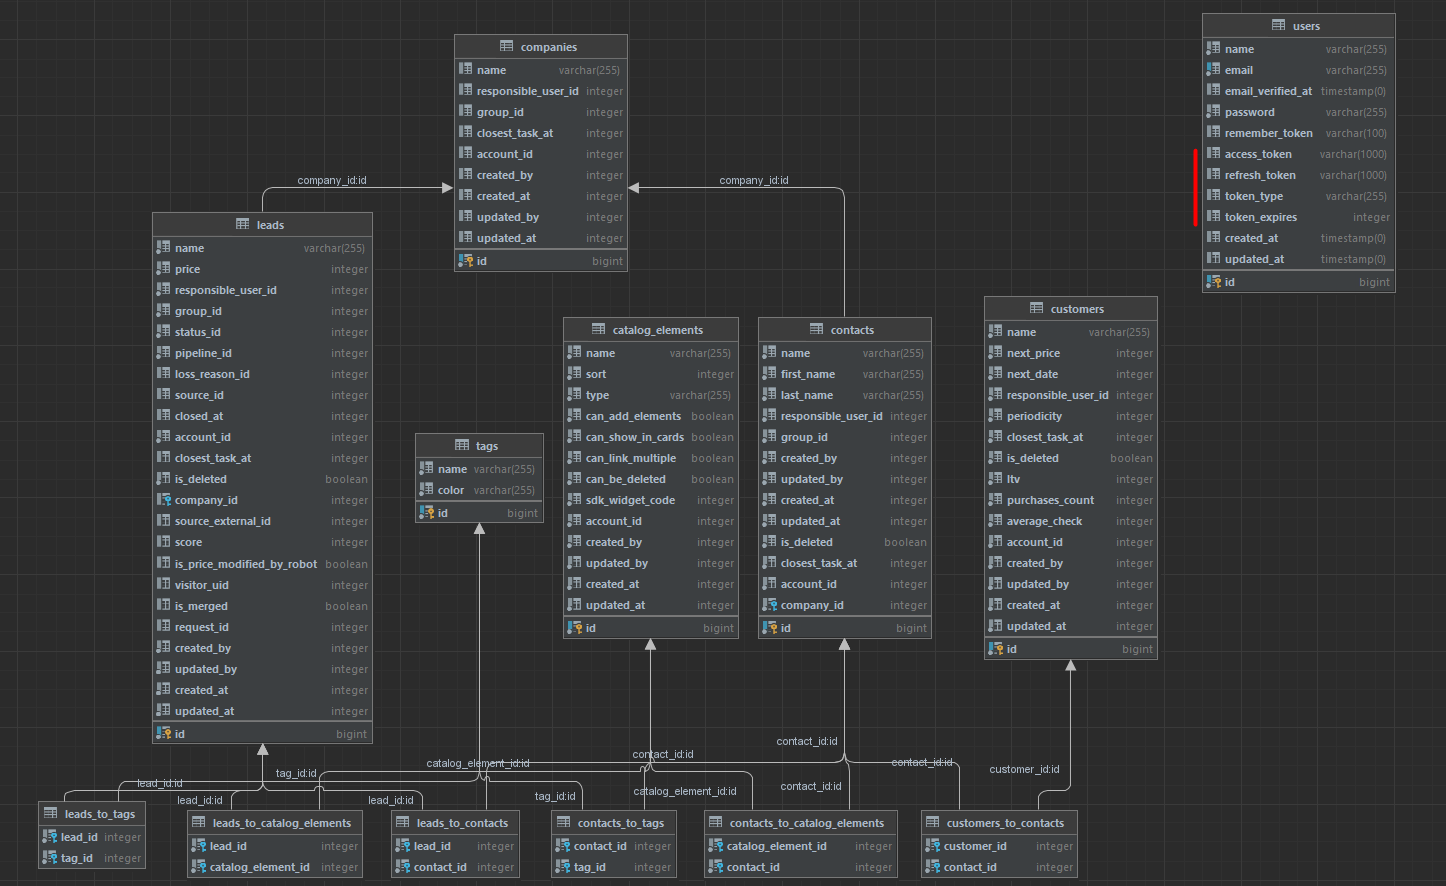 users
name varchar(255)
email varchar(255)
email_verified_at timestamp(0)
password varchar(255)
remember_token varchar(100)
access_token varchar(1000)
refresh_token varchar(1000)
token_type varchar(255)
token_expires integer
created_at timestamp(0)
updated_at timestamp(0)
id bigint
companies
name varchar(255)
responsible_user_id integer
group_id integer
closest_task_at integer
account_id integer
created_by integer
created_at integer
updated_by integer
updated_at integer
id bigint
company_id:id
company_id:id
leads
name varchar(255)
price integer
responsible_user_id integer
group_id integer
status_id integer
pipeline_id integer
loss_reason_id integer
source_id integer
closed_at integer
account_id integer
closest_task_at integer
is_deleted boolean
company_id integer
source_external_id integer
score integer
is_price_modified_by_robot boolean
visitor_uid integer
is_merged boolean
request_id integer
created_by integer
updated_by integer
created_at integer
updated_at integer
id bigint
tags
name varchar(255)
color varchar(255)
id bigint
catalog_elements
name varchar(255)
sort integer
type varchar(255)
can_add_elements boolean
can_show_in_cards boolean
can_link_multiple boolean
can_be_deleted boolean
sdk_widget_code integer
account_id integer
created_by integer
updated_by integer
created_at integer
updated_at integer
id bigint
contacts
name varchar(255)
first_name varchar(255)
last_name varchar(255)
responsible_user_id integer
group_id integer
created_by integer
updated_by integer
created_at integer
updated_at integer
is_deleted boolean
closest_task_at integer
account_id integer
company_id integer
id bigint
customers
name varchar(255)
next_price integer
next_date integer
responsible_user_id integer
periodicity integer
closest_task_at integer
is_deleted boolean
ltv integer
purchases_count integer
average_check integer
account_id integer
created_by integer
updated_by integer
created_at integer
updated_at integer
id bigint
contact_id:id
contact_id:id
catalog_element_id:id
contact_id:id
customer_id:id
tag_id:id
lead_id:id
contact_id:id
catalog_element_id:id
tag_id:id
lead_id:id
lead_id:id
leads_to_tags
lead_id integer
tag_id integer
leads_to_catalog_elements
lead_id integer
catalog_element_id integer
leads_to_contacts
lead_id integer
contact_id integer
contacts_to_tags
contact_id integer
tag_id integer
contacts_to_catalog_elements
catalog_element_id integer
contact_id integer
customers_to_contacts
customer_id integer
contact_id integer